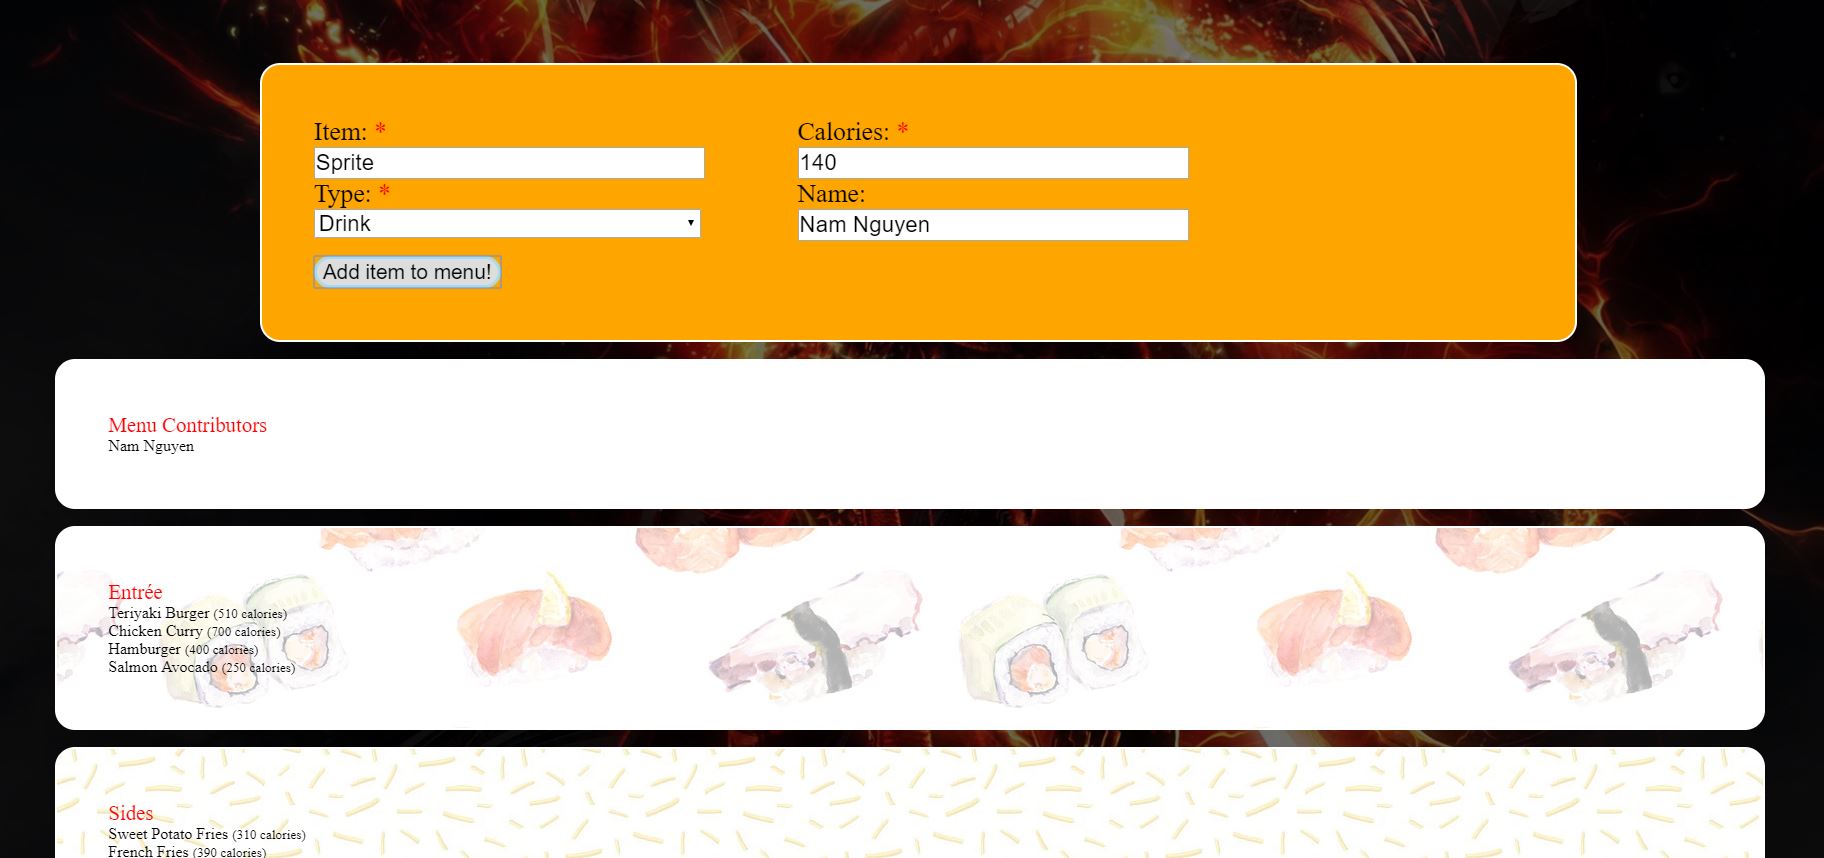 Item: *
Sprite
Type: *
Drink
Calories: *
140
Name:
Nam Nguyen
Add item to menu!
Menu Contributors
Nam Nguyen
Entrée
Teriyaki Burger (510 calories)
Chicken Curry (700 calories)
Hamburger (400 calories)
Salmon Avocado (250 calories)
Sides
Sweet Potato Fries (310 calories)
French Fries (390 calories)